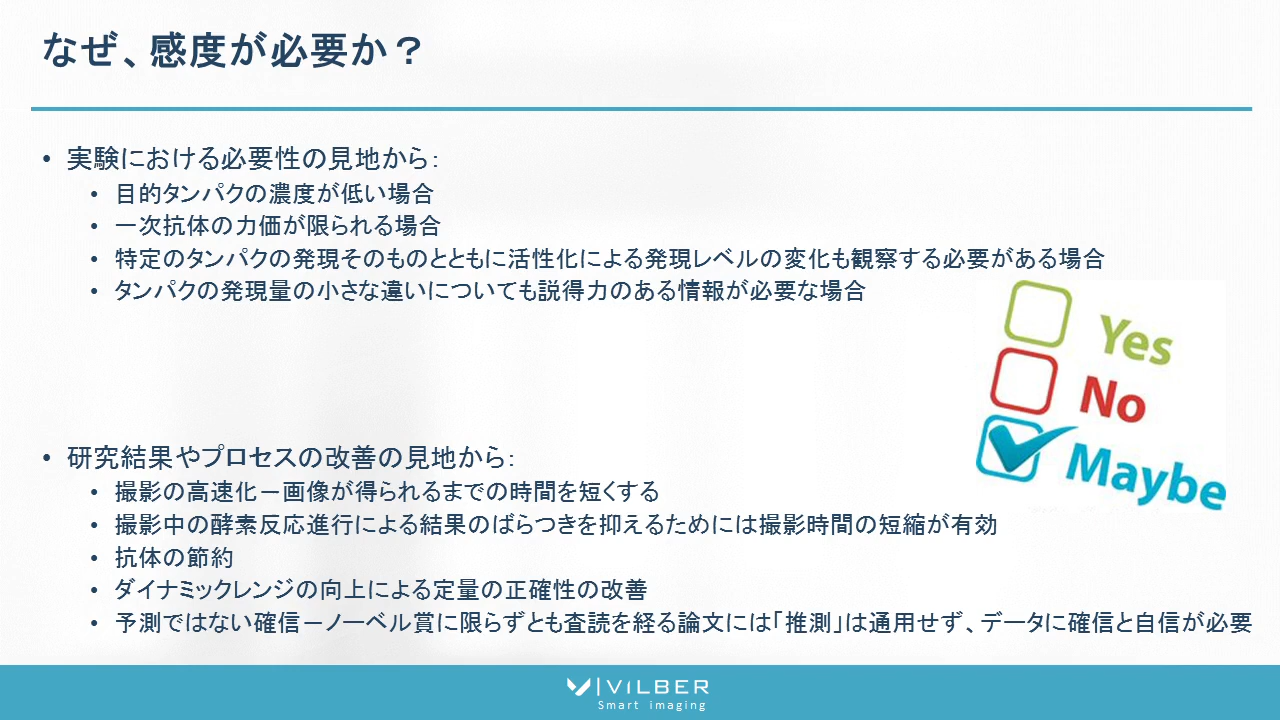 なぜ、感度が必要か？
• 実験における必要性の見地から：
• 目的タンパクの濃度が低い場合
• 一次抗体の力価が限られる場合
• 特定のタンパクの発現そのものとともに活性化による発現レベルの変化も観察する必要がある場合
• タンパクの発現量の小さな違いについても説得力のある情報が必要な場合
Yes
No
Maybe
• 研究結果やプロセスの改善の見地から：
• 撮影の高速化－画像が得られるまでの時間を短くする
• 撮影中の酵素反応進行による結果のばらつきを抑えるためには撮影時間の短縮が有効
• 抗体の節約
• ダイナミックレンジの向上による定量の正確性の改善
• 予測ではない確信－ノーベル賞に限らずとも査読を経る論文には「推測」は通用せず、データに確信と自信が必要
VILBER
Smart imaging